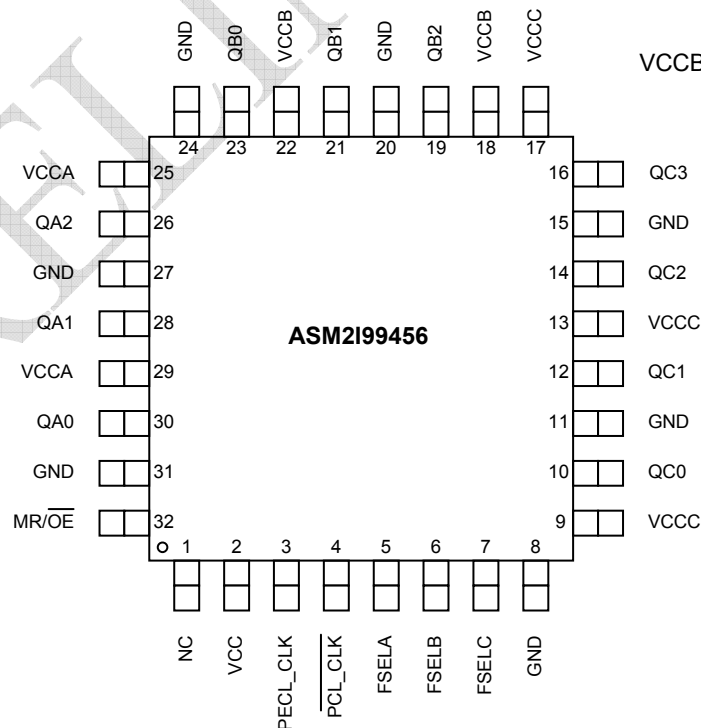 GND QB0 VCCB QB1 GND QB2 VCCB VCCC
VCCB
24 23 22 21 20 19 18 17
VCCA 25 16 QC3
QA2 26 15 GND
GND 27 14 QC2
QA1 28 13 VCCC
ASM2I99456
VCCA 29 12 QC1
QA0 30 11 GND
GND 31 10 QC0
MR/OE 32 9 VCCC
1 2 3 4 5 6 7 8
NC VCC PECL_CLK PCL_CLK FSELA FSELB FSELC GND